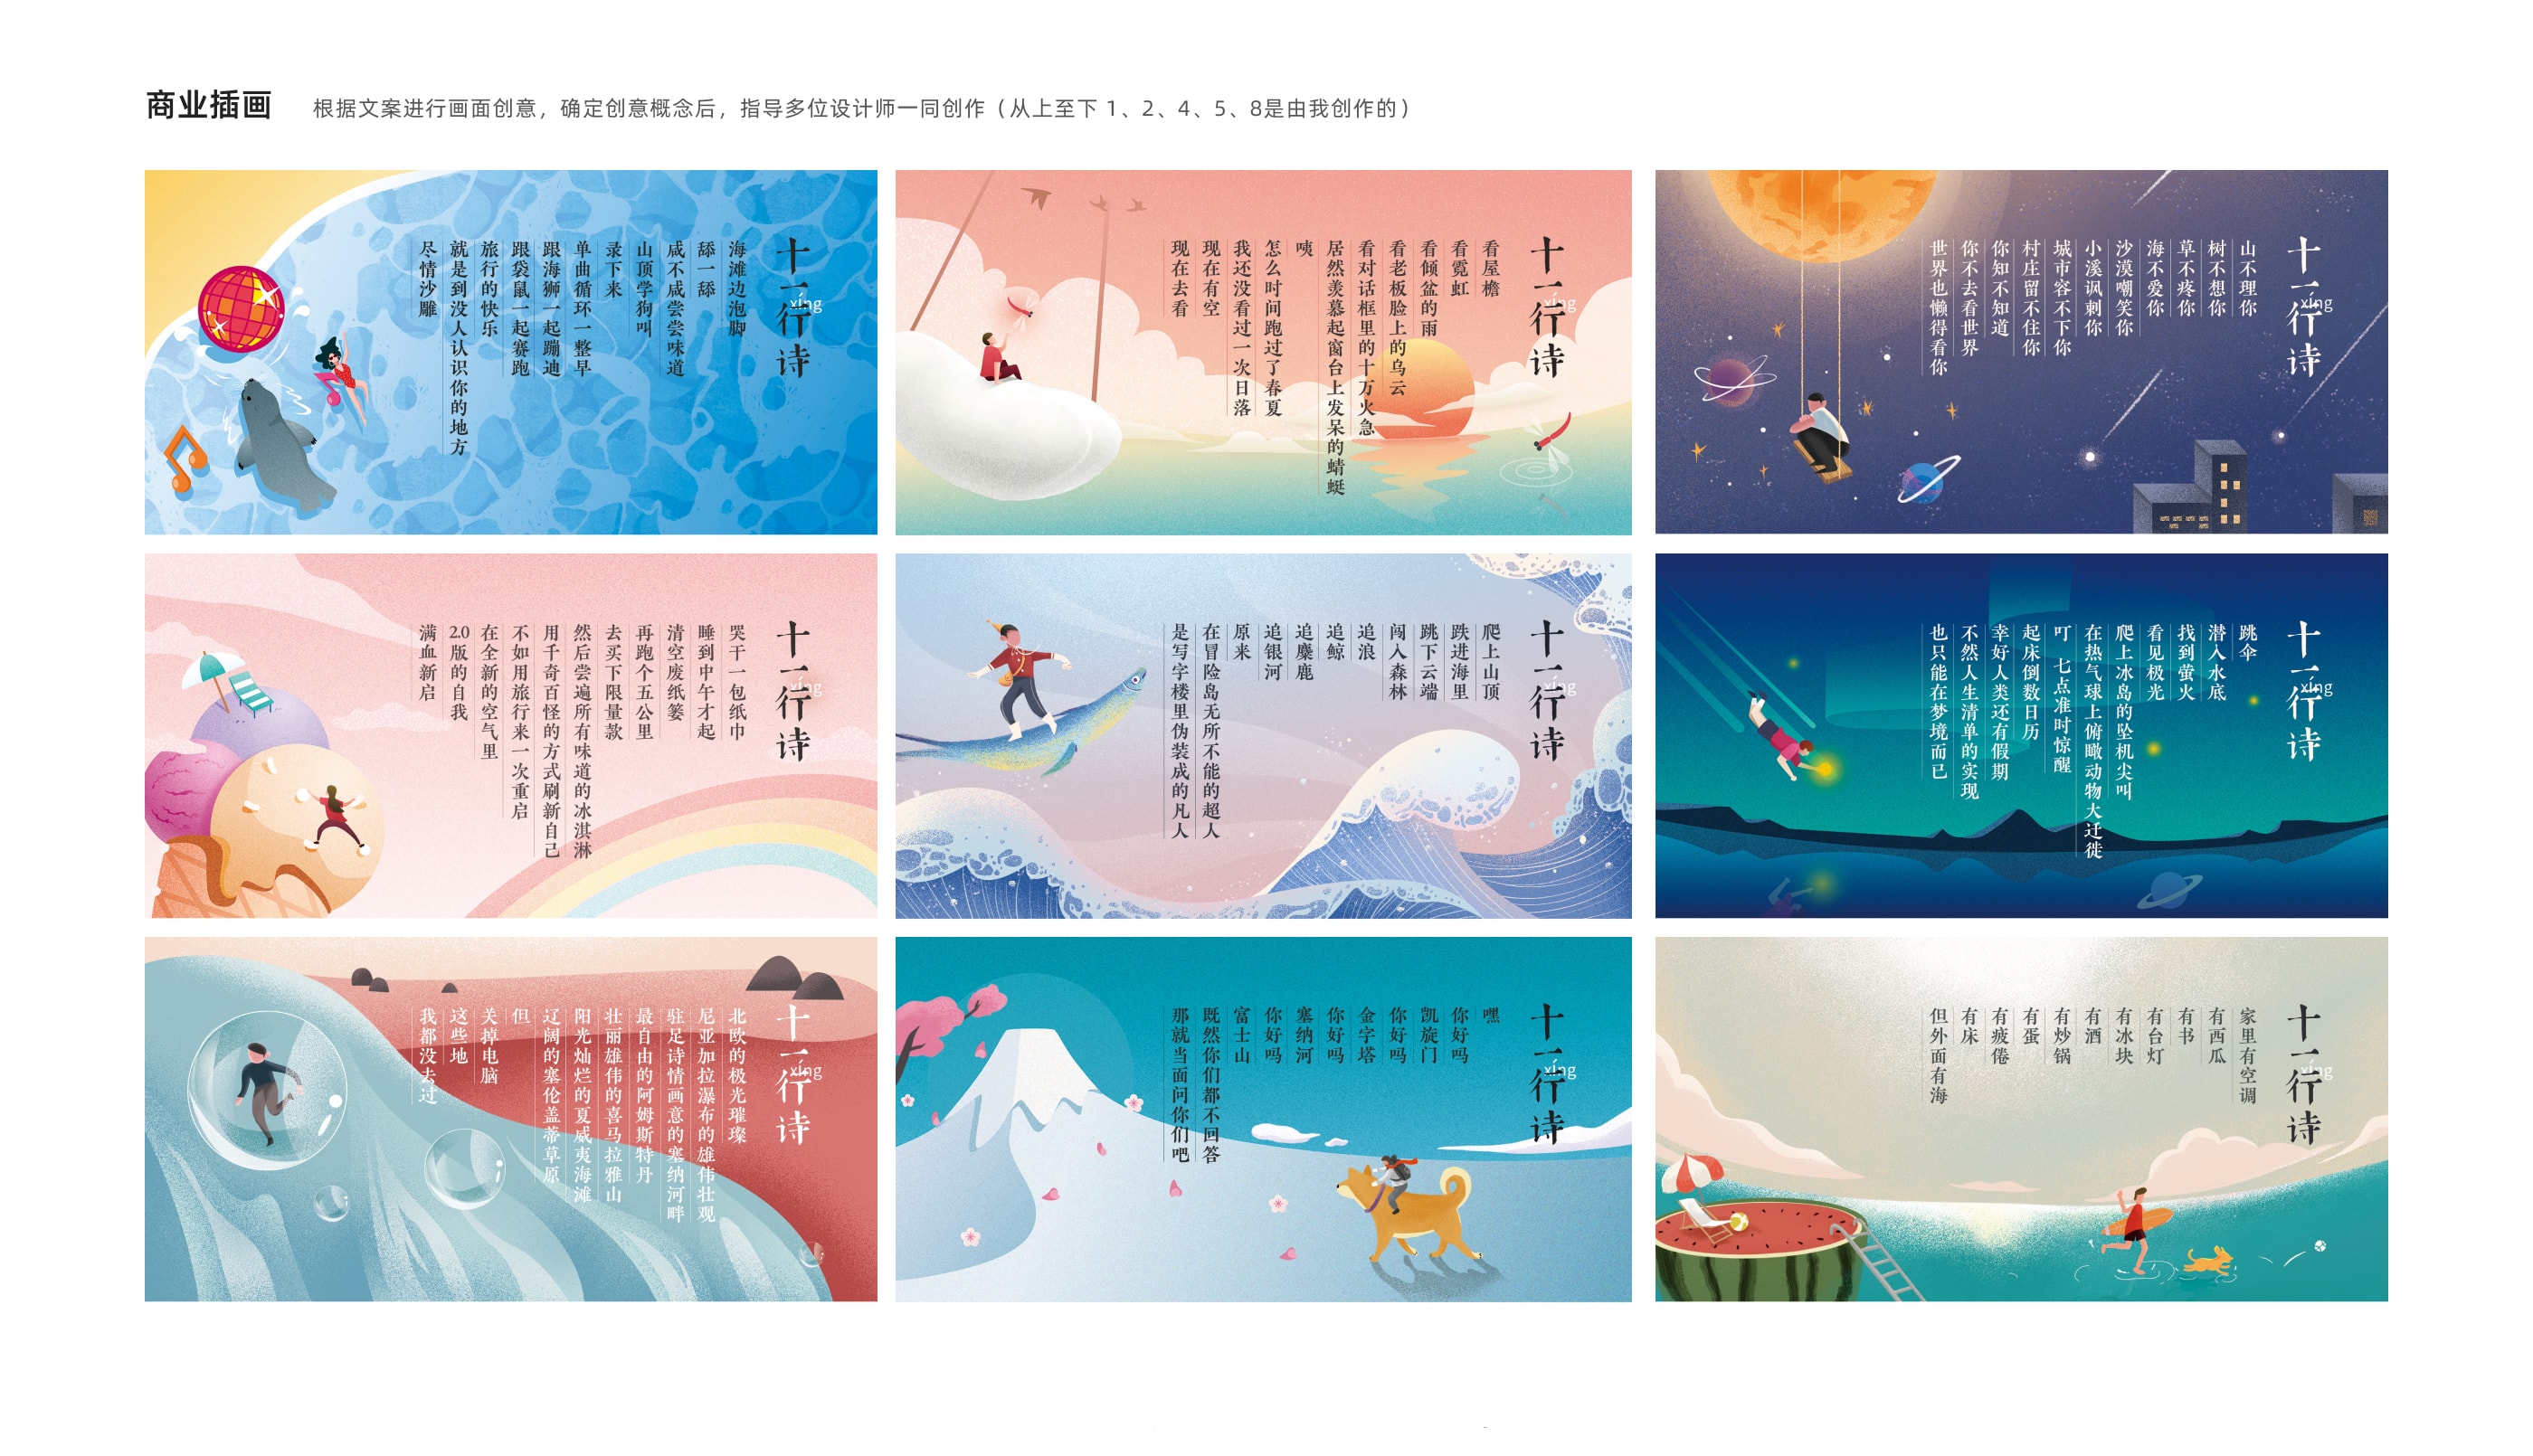 商业插画
根据文案进行画面创意，确定创意概念后，指导多位设计师一同创作（从上至下 1、2、4、5、8是由我创作的）
十一行诗
xíng
海滩边泡脚
舔一舔
咸不咸尝尝味道
山顶学狗叫
录下来
单曲循环一整早
跟海狮一起蹦迪
跟袋鼠一起赛跑
旅行的快乐
就是到没人认识你的地方
尽情沙雕
十一行诗
xíng
看屋檐
看霓虹
看倾盆的雨
看老板脸上的乌云
看对话框里的十万火急
居然羡慕起窗台上发呆的蜻蜓
咦
怎么时间跑过了春夏
我还没看过一次日落
现在有空
现在去看
十一行诗
xíng
山不理你
树不想你
草不疼你
海不爱你
沙漠嘲笑你
小溪讽刺你
城市容不下你
村庄留不住你
你知不知道
你不去看世界
世界也懒得看你
十一行诗
xíng
哭干一包纸巾
睡到中午才起
清空废纸篓
再跑个五公里
去买下限量款
然后尝遍所有味道的冰淇淋
用千奇百怪的方式刷新自己
不如用旅行来一次重启
在全新的空气里
2.0版的自我
满血新启
十一行诗
xíng
爬上山顶
跌进海里
跳下云端
闯入森林
追浪
追鲸
追麋鹿
追银河
原来
在冒险岛无所不能的超人
是写字楼里伪装成的凡人
十一行诗
xíng
跳伞
潜入水底
找到萤火
看见极光
爬上冰岛的坠机尖叫
在热气球上俯瞰动物大迁徙
叮 七点准时惊醒
起床倒数日历
幸好人类还有假期
不然人生清单的实现
也只能在梦境而已
十一行诗
xíng
北欧的极光璀璨
尼亚加拉瀑布的雄伟壮观
驻足诗情画意的塞纳河畔
最自由的阿姆斯特丹
壮丽雄伟的喜马拉雅山
阳光灿烂的夏威夷海滩
辽阔的塞伦盖蒂草原
但
关掉电脑
这些地
我都没去过
十一行诗
xíng
嘿
你好吗
凯旋门
你好吗
金字塔
你好吗
塞纳河
你好吗
富士山
既然你们都不回答
那就当面问你们吧
十一行诗
xíng
家里有空调
有西瓜
有书
有台灯
有冰块
有酒
有炒锅
有蛋
有疲倦
有床
但外面有海